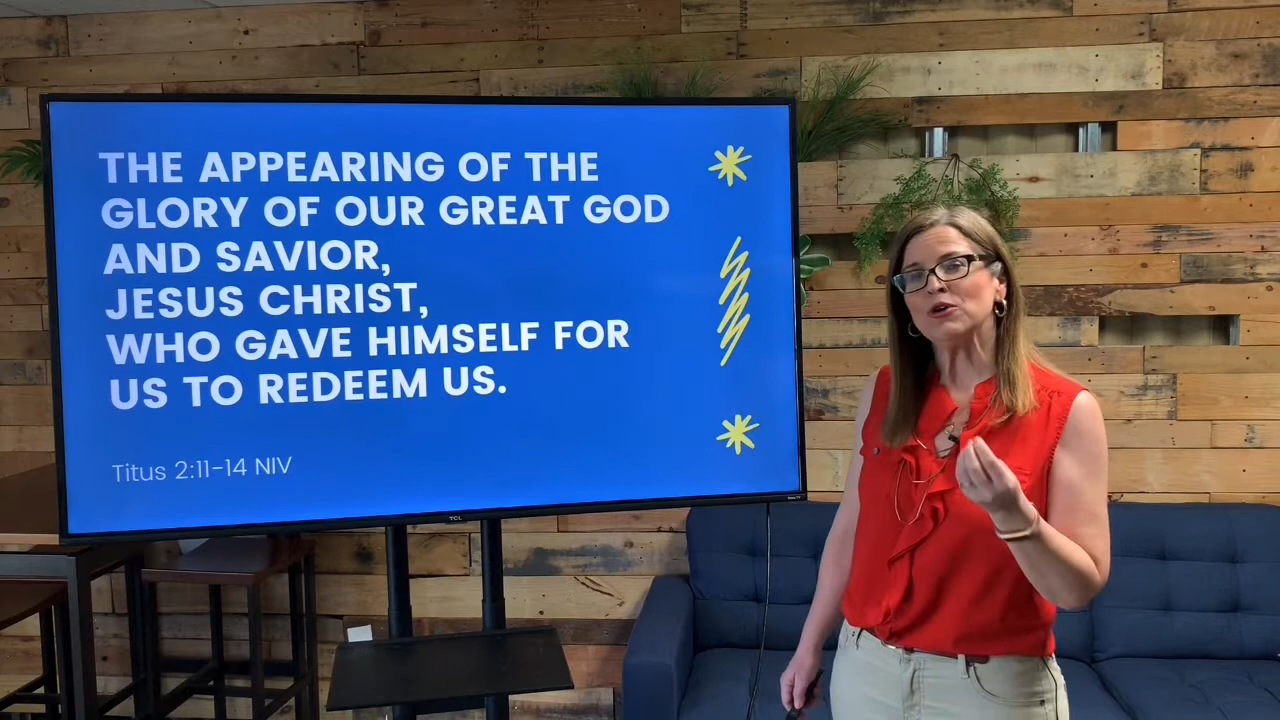 THE APPEARING OF THE
GLORY OF OUR GREAT GOD
AND SAVIOR,
JESUS CHRIST,
WHO GAVE HIMSELF FOR
US TO REDEEM US.
Titus 2:11-14 NIV
TCL